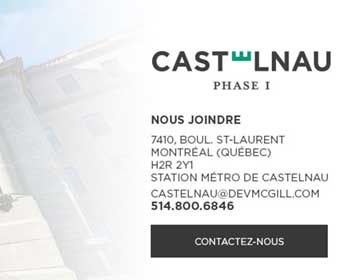 CASTELNAU
PHASE I
NOUS JOINDRE
7410, BOUL. ST-LAURENT
MONTRÉAL (QUÉBEC)
H2R 2Y1
STATION MÉTRO DE CASTELNAU
CASTELNAU@DEVMCGILL.COM
514.800.6846
CONTACTEZ-NOUS